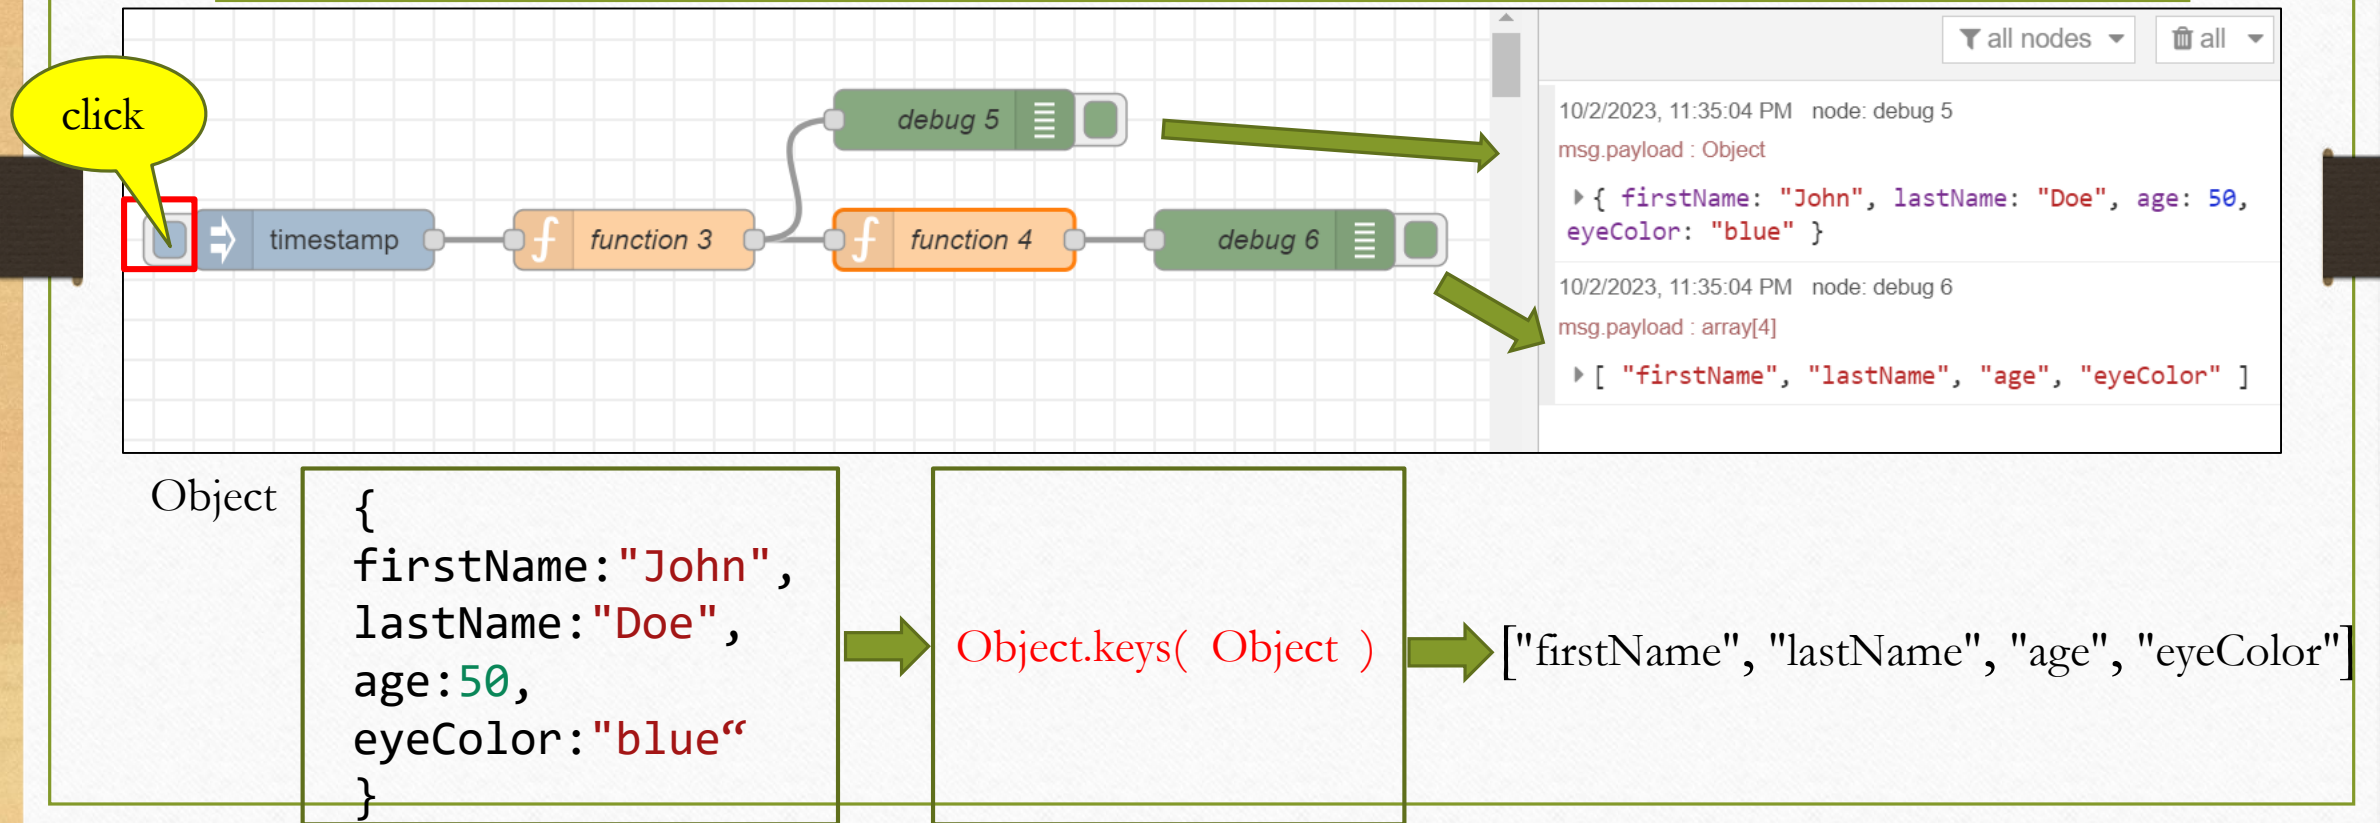 click
timestamp
function 3
debug 5
function 4
debug 6
all nodes
all
10/2/2023, 11:35:04 PM node: debug 5
msg.payload : Object
{ firstName: "John", lastName: "Doe", age: 50,
eyeColor: "blue" }
10/2/2023, 11:35:04 PM node: debug 6
msg.payload : array[4]
[ "firstName", "lastName", "age", "eyeColor" ]
Object
{
firstName:"John",
lastName:"Doe",
age:50,
eyeColor:"blue“
}
Object.keys( Object )
["firstName", "lastName", "age", "eyeColor"]